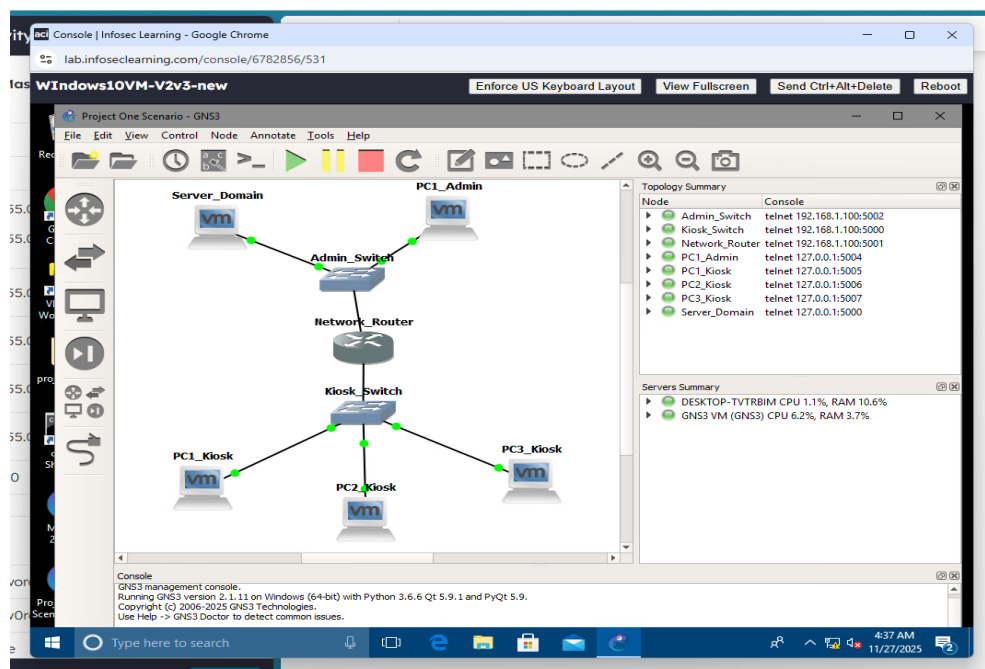 ity
aci Console | Infosec Learning - Google Chrome
lab.infoseclearning.com/console/6782856/531
WIndows10VM-V2v3-new
Enforce US Keyboard Layout
View Fullscreen
Send Ctrl+Alt+Delete
Reboot
Project One Scenario - GNS3
File Edit View Control Node Annotate Tools Help
Server_Domain
PC1_Admin
vm
vm
Admin_Switch
Network_Router
Kiosk_Switch
PC1_Kiosk
PC3_Kiosk
vm
vm
PC2_Kiosk
vm
Topology Summary
Node Console
Admin_Switch telnet 192.168.1.100:5002
Kiosk_Switch telnet 192.168.1.100:5000
Network_Router telnet 192.168.1.100:5001
PC1_Admin telnet 127.0.0.1:5004
PC1_Kiosk telnet 127.0.0.1:5005
PC2_Kiosk telnet 127.0.0.1:5006
PC3_Kiosk telnet 127.0.0.1:5007
Server_Domain telnet 127.0.0.1:5000
Servers Summary
DESKTOP-TVTRBIM CPU 1.1%, RAM 10.6%
GNS3 VM (GNS3) CPU 6.2%, RAM 3.7%
Console
GNS3 management console.
Running GNS3 version 2.1.11 on Windows (64-bit) with Python 3.6.6 Qt 5.9.1 and PyQt 5.9.
Copyright (c) 2006-2025 GNS3 Technologies.
Use Help -> GNS3 Doctor to detect common issues.
Type here to search
4:37 AM
11/27/2025
2